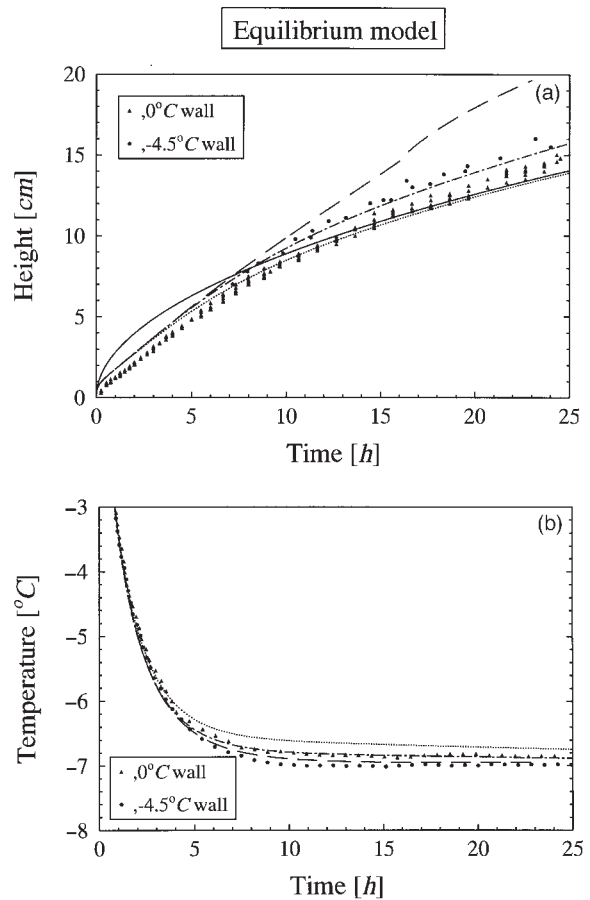 Equilibrium model
(a)
,0°C wall
,-4.5°C wall
Height [cm]
20
15
10
5
0
0 5 10 15 20 25
Time [h]
(b)
-3
-4
-5
-6
-7
-8
Temperature [°C]
,0°C wall
,-4.5°C wall
0 5 10 15 20 25
Time [h]